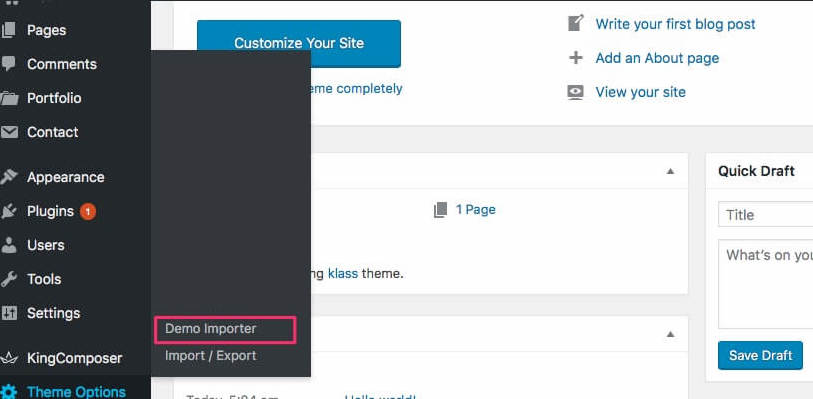 Pages
Comments
Portfolio
Contact
Appearance
Plugins 1
Users
Tools
Settings
KingComposer
Theme Options
Demo Importer
Import / Export
Customize Your Site
eme completely
Write your first blog post
Add an About page
View your site
1 Page
ng klass theme.
Today, 5:04 am Hello world!
Quick Draft
Title
What's on you
Save Draft